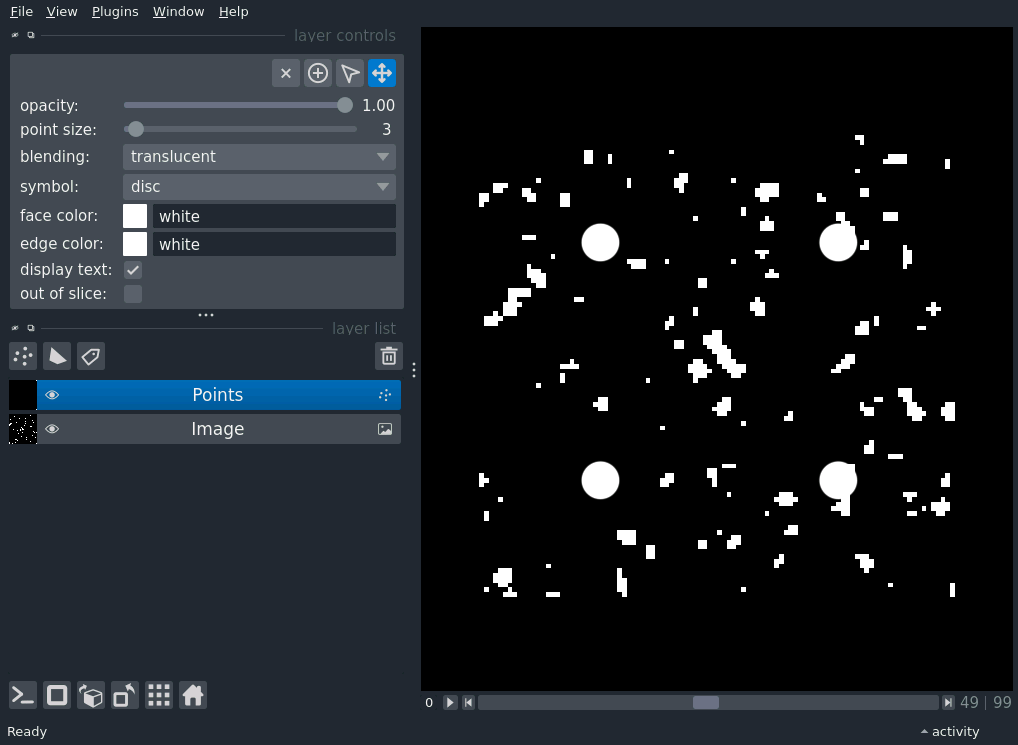 File View Plugins Window Help
layer controls
opacity: 1.00
point size: 3
blending: translucent
symbol: disc
face color: white
edge color: white
display text:
out of slice:
layer list
Points
Image
0 49 | 99
Ready activity